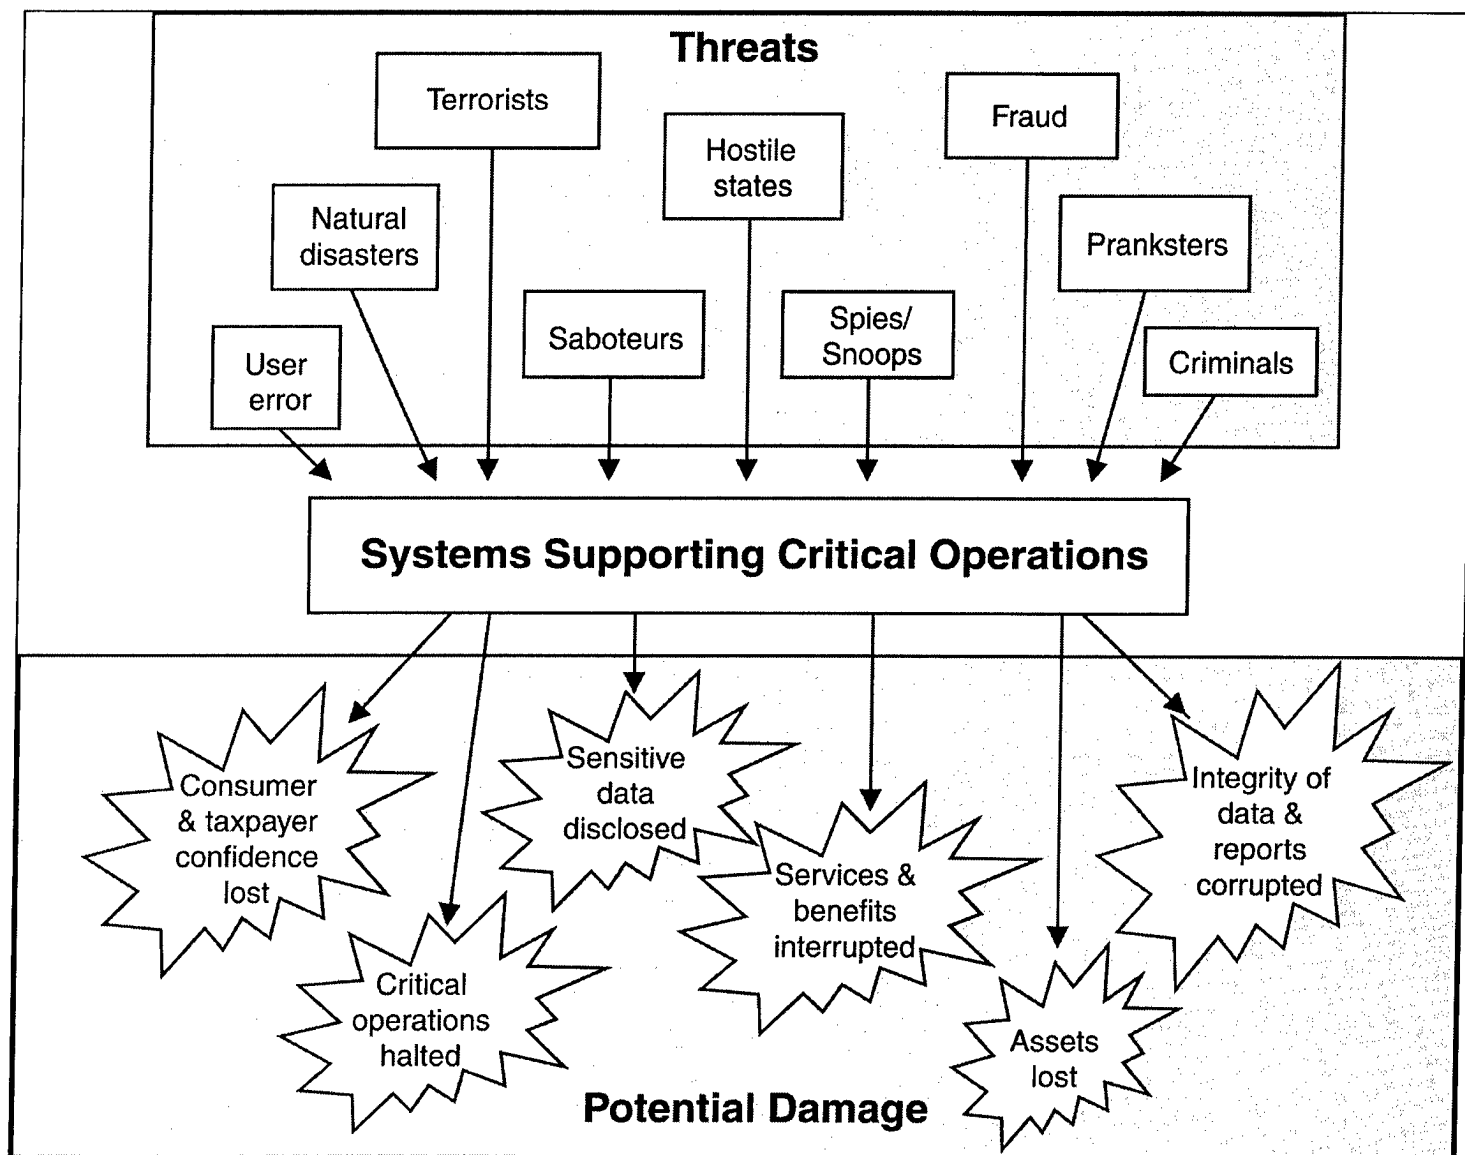 Threats
Terrorists
Fraud
Hostile
states
Natural
disasters
Pranksters
Saboteurs
Spies/
Snoops
User
error
Criminals
Systems Supporting Critical Operations
Consumer
& taxpayer
confidence
lost
Sensitive
data
disclosed
Integrity of
data &
reports
corrupted
Services &
benefits
interrupted
Critical
operations
halted
Assets
lost
Potential Damage